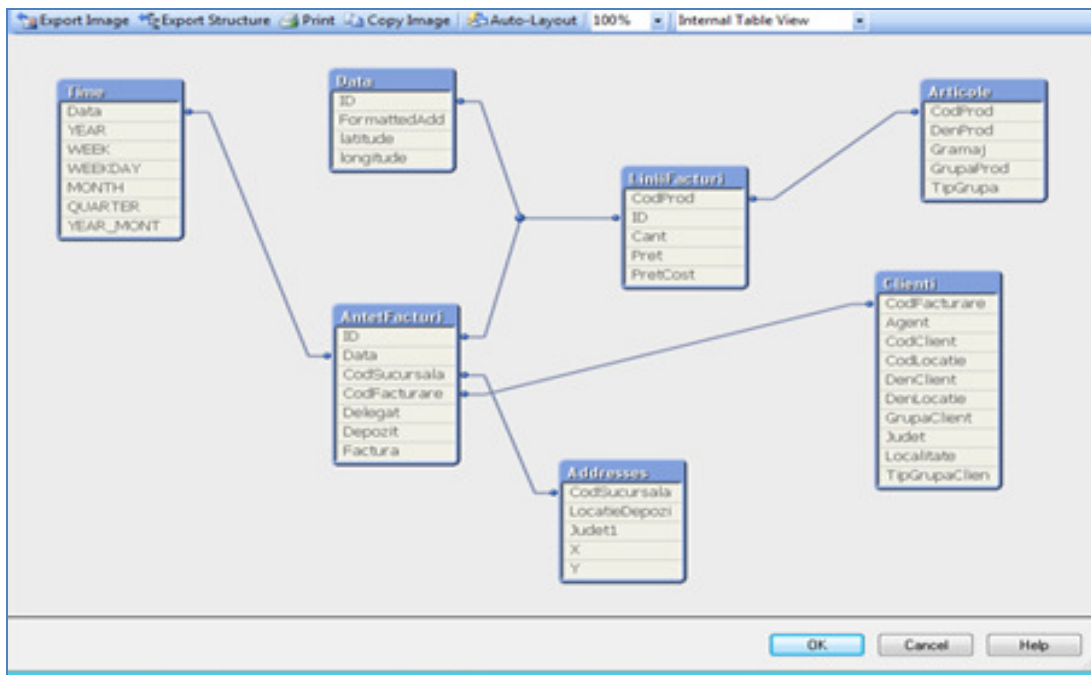 Export Image Export Structure Print Copy Image Auto-Layout 100% Internal Table View
Time
Data
YEAR
WEEK
WEEKDAY
MONTH
QUARTER
YEAR_MONT
Data
ID
FormattedAdd
latitude
longitude
LiniiFacturi
CodProd
ID
Cant
Pret
PretCost
Articole
CodProd
DenProd
Gramaj
GrupaProd
TipGrupa
AntetFacturi
ID
Data
CodSucursala
CodFacturare
Delegat
Depozit
Factura
Addresses
CodSucursala
LocatieDepozi
Judet1
X
Y
Clienti
CodFacturare
Agent
CodClient
CodLocatie
DenClient
DenLocatie
GrupaClient
Judet
Localitate
TipGrupaClien
OK Cancel Help